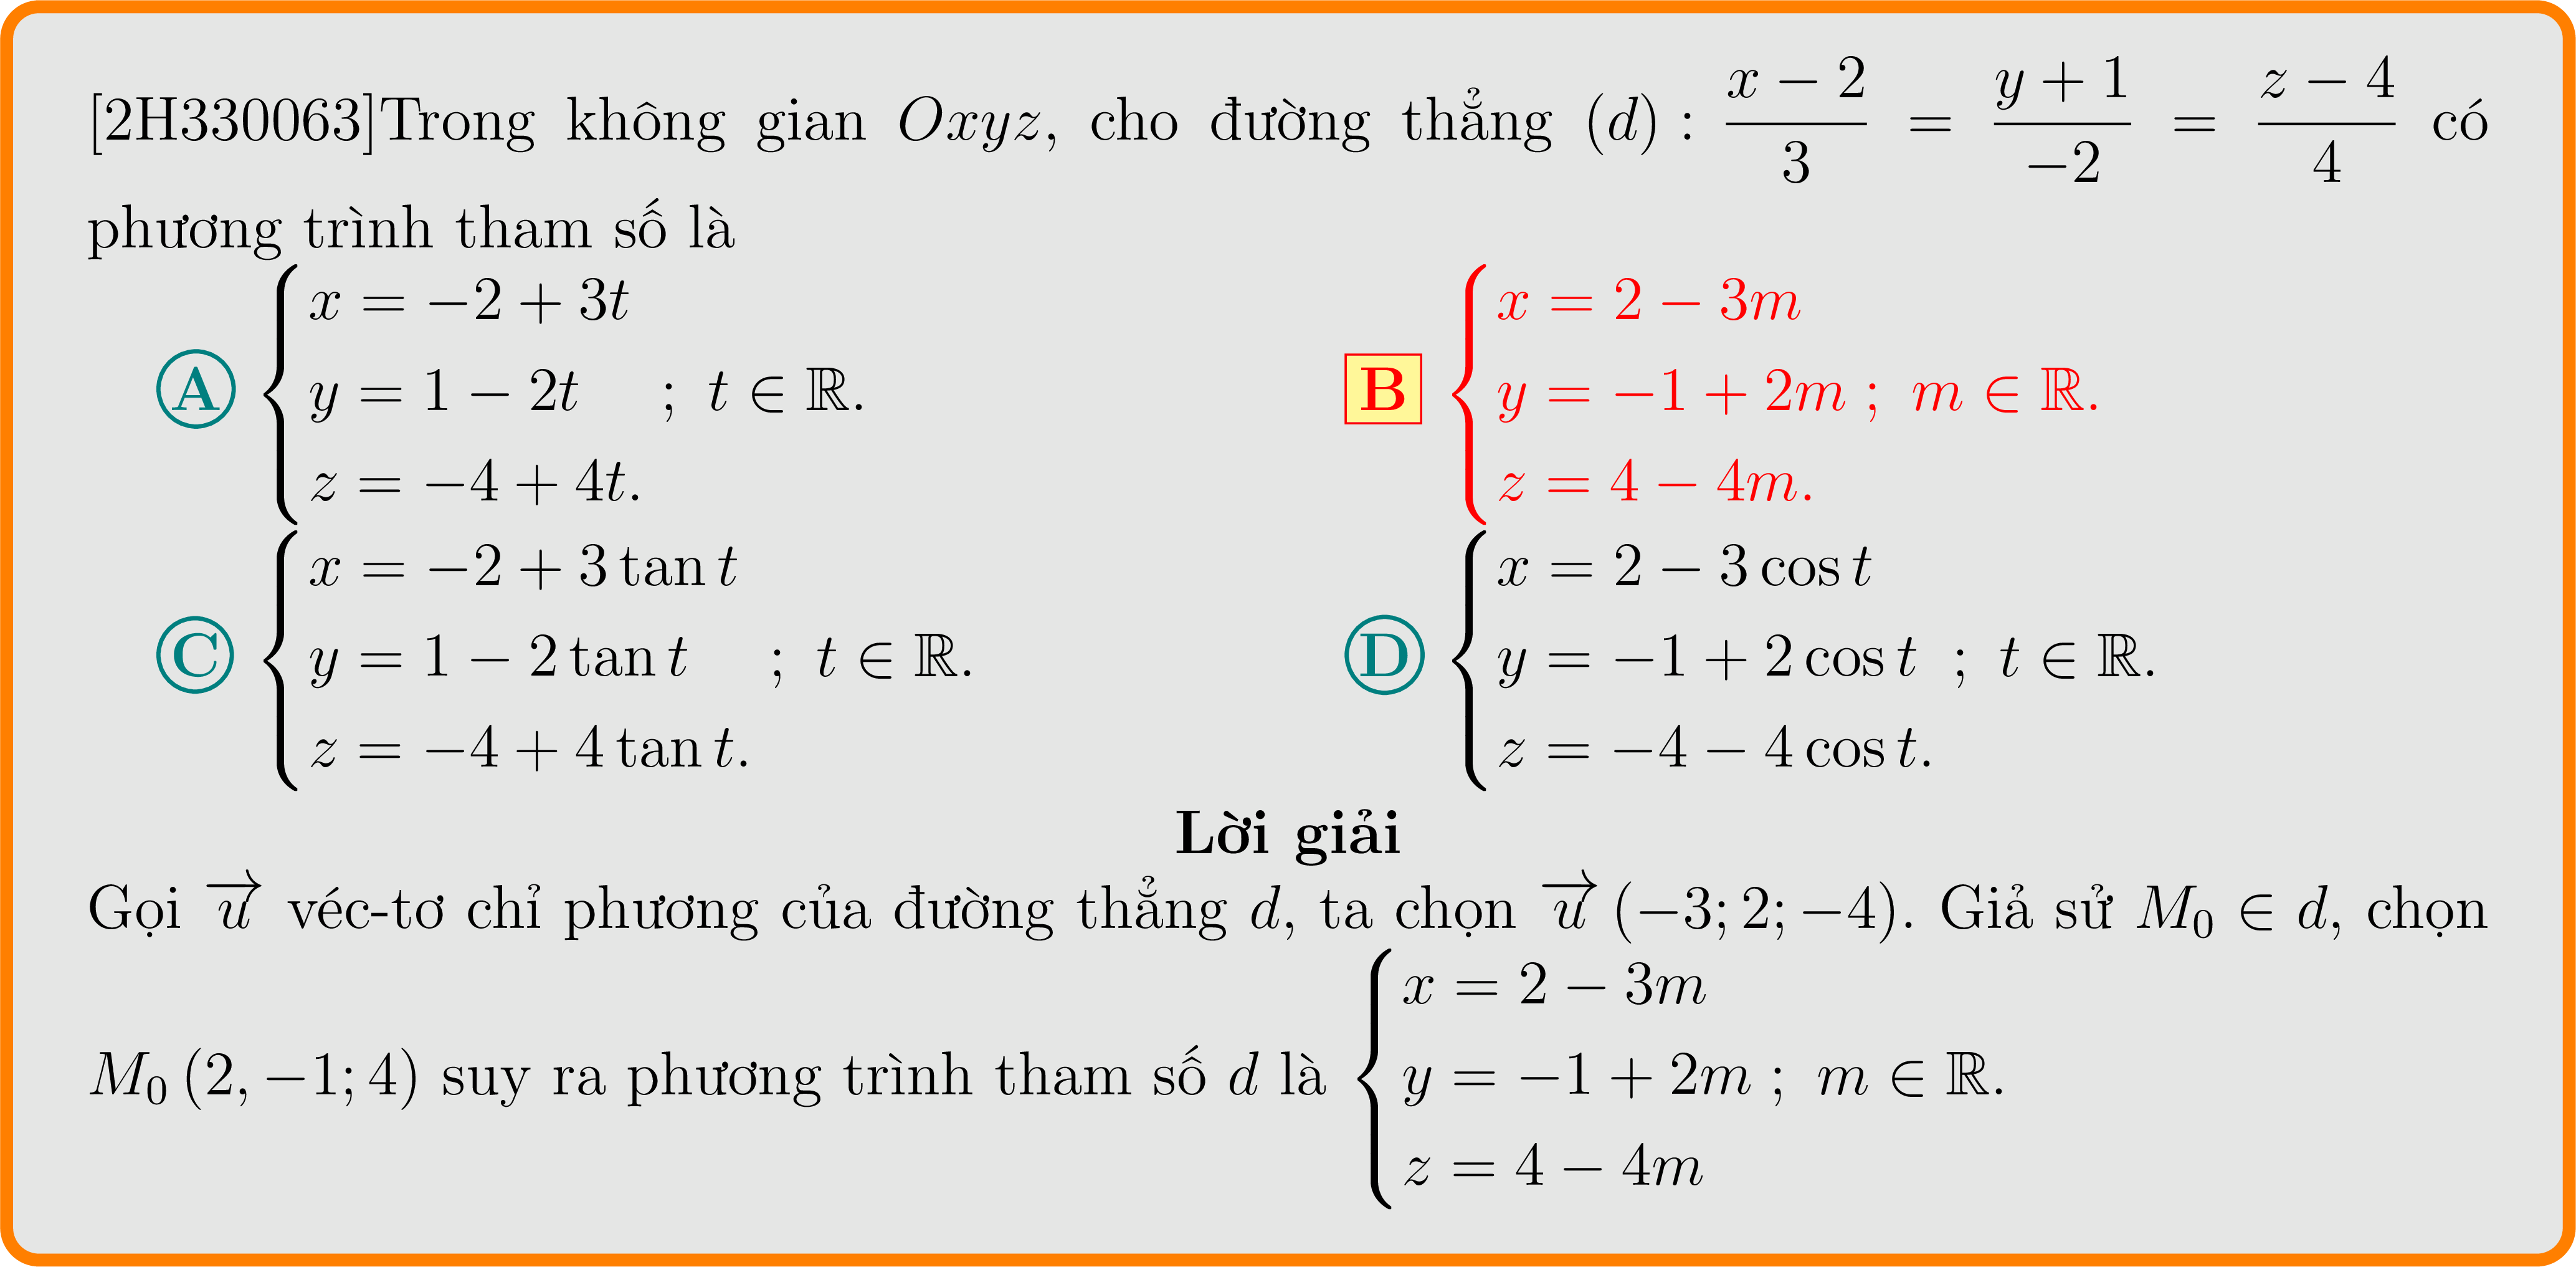 [2H330063]Trong không gian $Oxyz$, cho đường thẳng $(d) : \dfrac{x-2}{3} = \dfrac{y+1}{-2} = \dfrac{z-4}{4}$ có
phương trình tham số là
A $\begin{cases} x = -2 + 3t \\ y = 1 - 2t \\ z = -4 + 4t. \end{cases} ; \ t \in \mathbb{R}.$ B $\begin{cases} x = 2 - 3m \\ y = -1 + 2m \\ z = 4 - 4m. \end{cases} ; \ m \in \mathbb{R}.$
C $\begin{cases} x = -2 + 3\tan t \\ y = 1 - 2\tan t \\ z = -4 + 4\tan t. \end{cases} ; \ t \in \mathbb{R}.$ D $\begin{cases} x = 2 - 3\cos t \\ y = -1 + 2\cos t \\ z = -4 - 4\cos t. \end{cases} ; \ t \in \mathbb{R}.$
Lời giải
Gọi $\overrightarrow{u}$ véc-tơ chỉ phương của đường thẳng $d$, ta chọn $\overrightarrow{u}(-3; 2; -4)$. Giả sử $M_0 \in d$, chọn
$M_0(2, -1; 4)$ suy ra phương trình tham số $d$ là $\begin{cases} x = 2 - 3m \\ y = -1 + 2m \\ z = 4 - 4m \end{cases} ; \ m \in \mathbb{R}.$